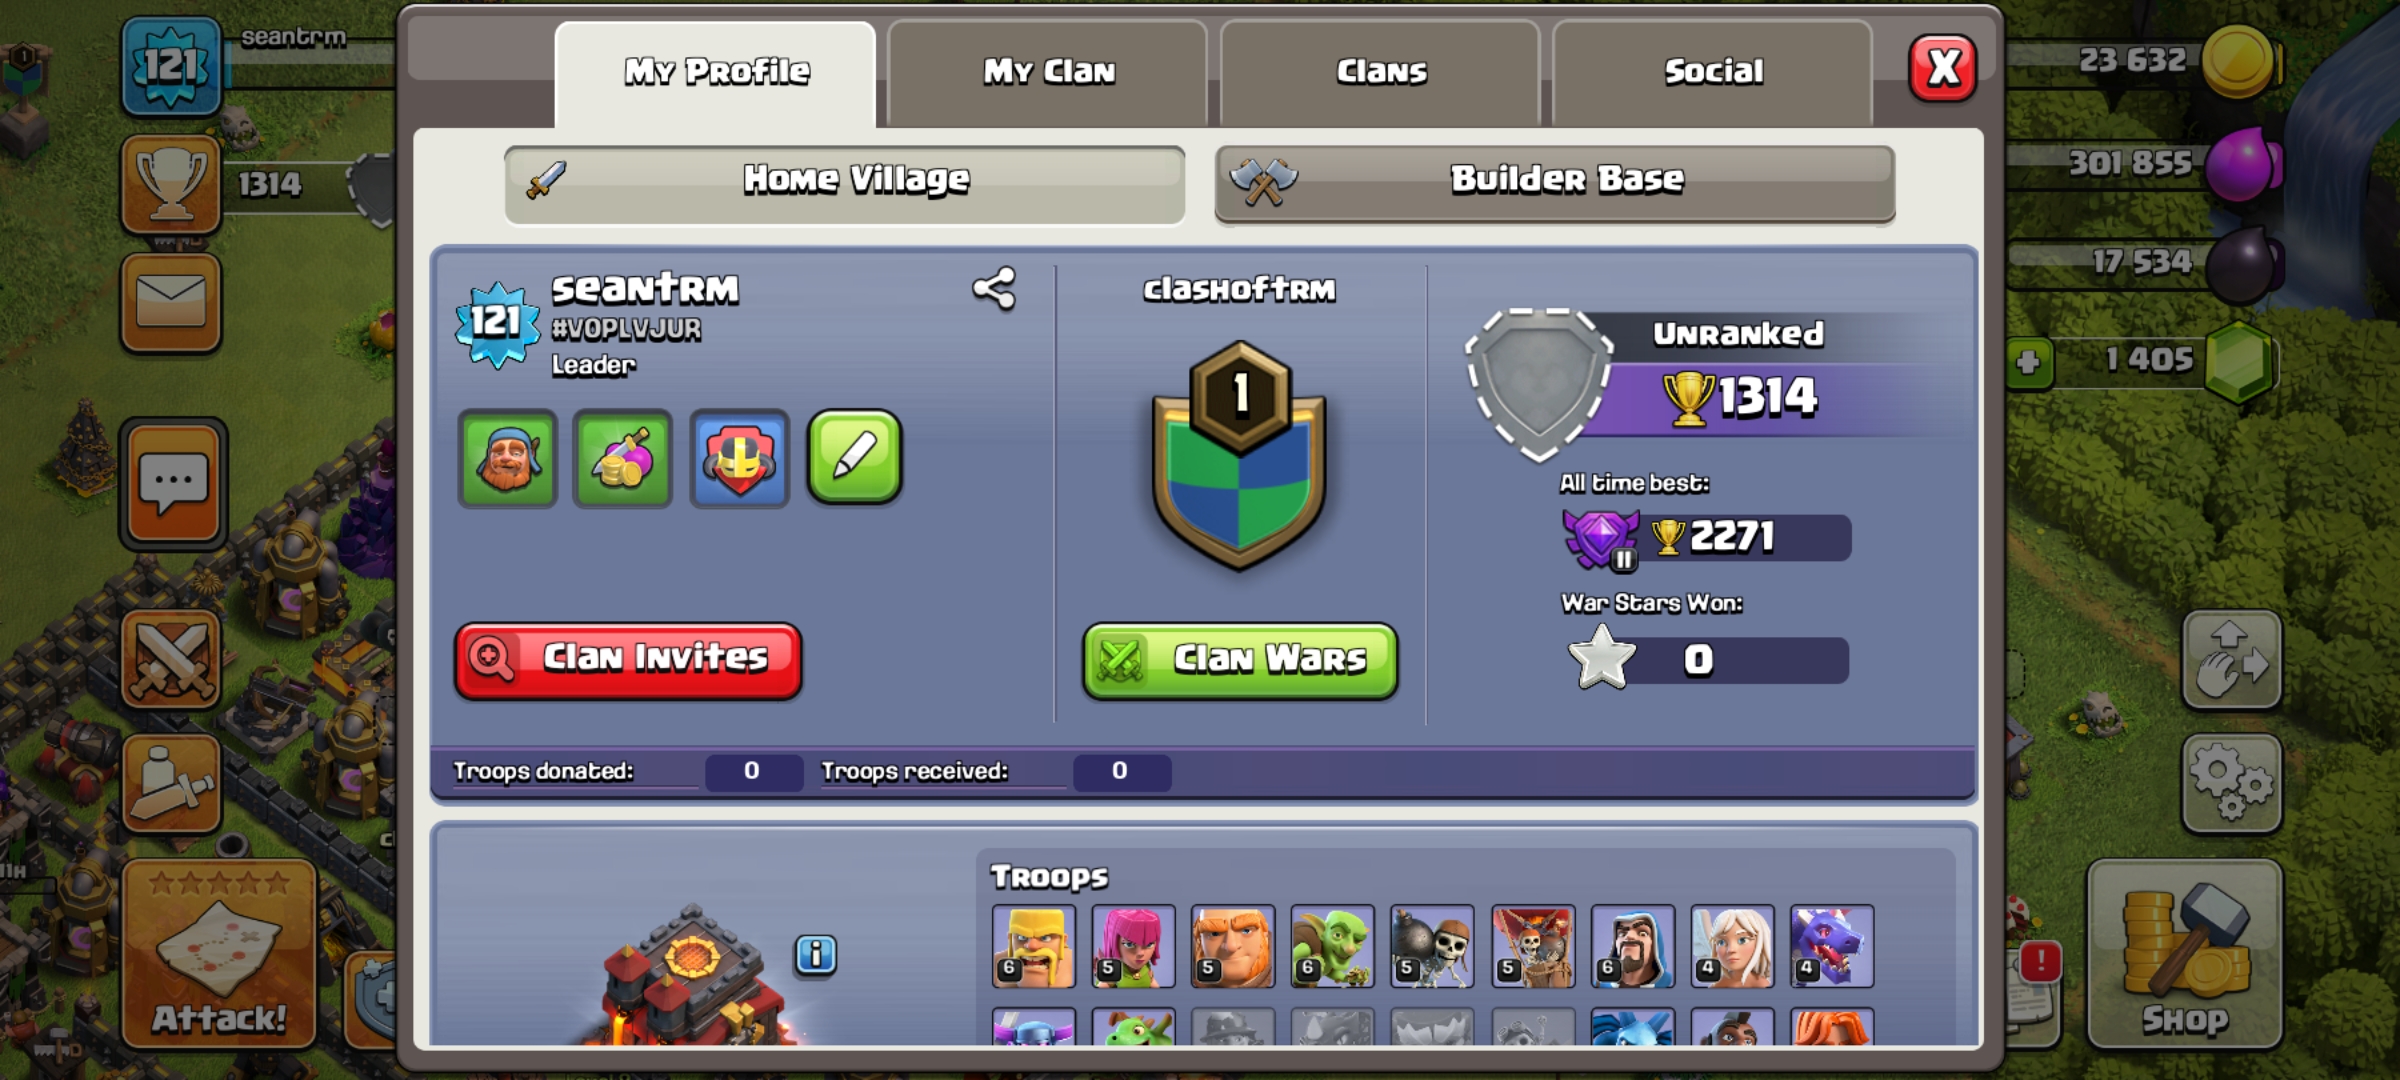 121
seantrm
My Profile
My Clan
Clans
Social
X
23 632
1
1314
Home Village
Builder Base
301 855
17 534
1 405
121
seantrm
#V0PLVJUR
Leader
clashoftrm
1
Unranked
1314
All time best:
II
2271
War Stars Won:
0
Clan Invites
Clan Wars
Troops donated:
0
Troops received:
0
Troops
6
5
5
6
5
5
6
4
4
i
!
Attack!
Shop